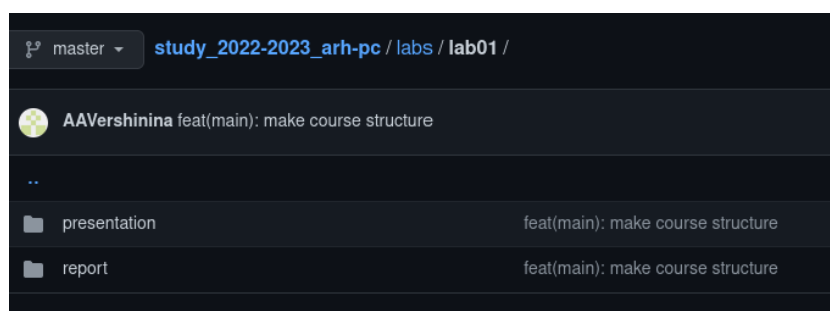 master study_2022-2023_arh-pc / labs / lab01 /
AAVershinina feat(main): make course structure
..
presentation feat(main): make course structure
report feat(main): make course structure